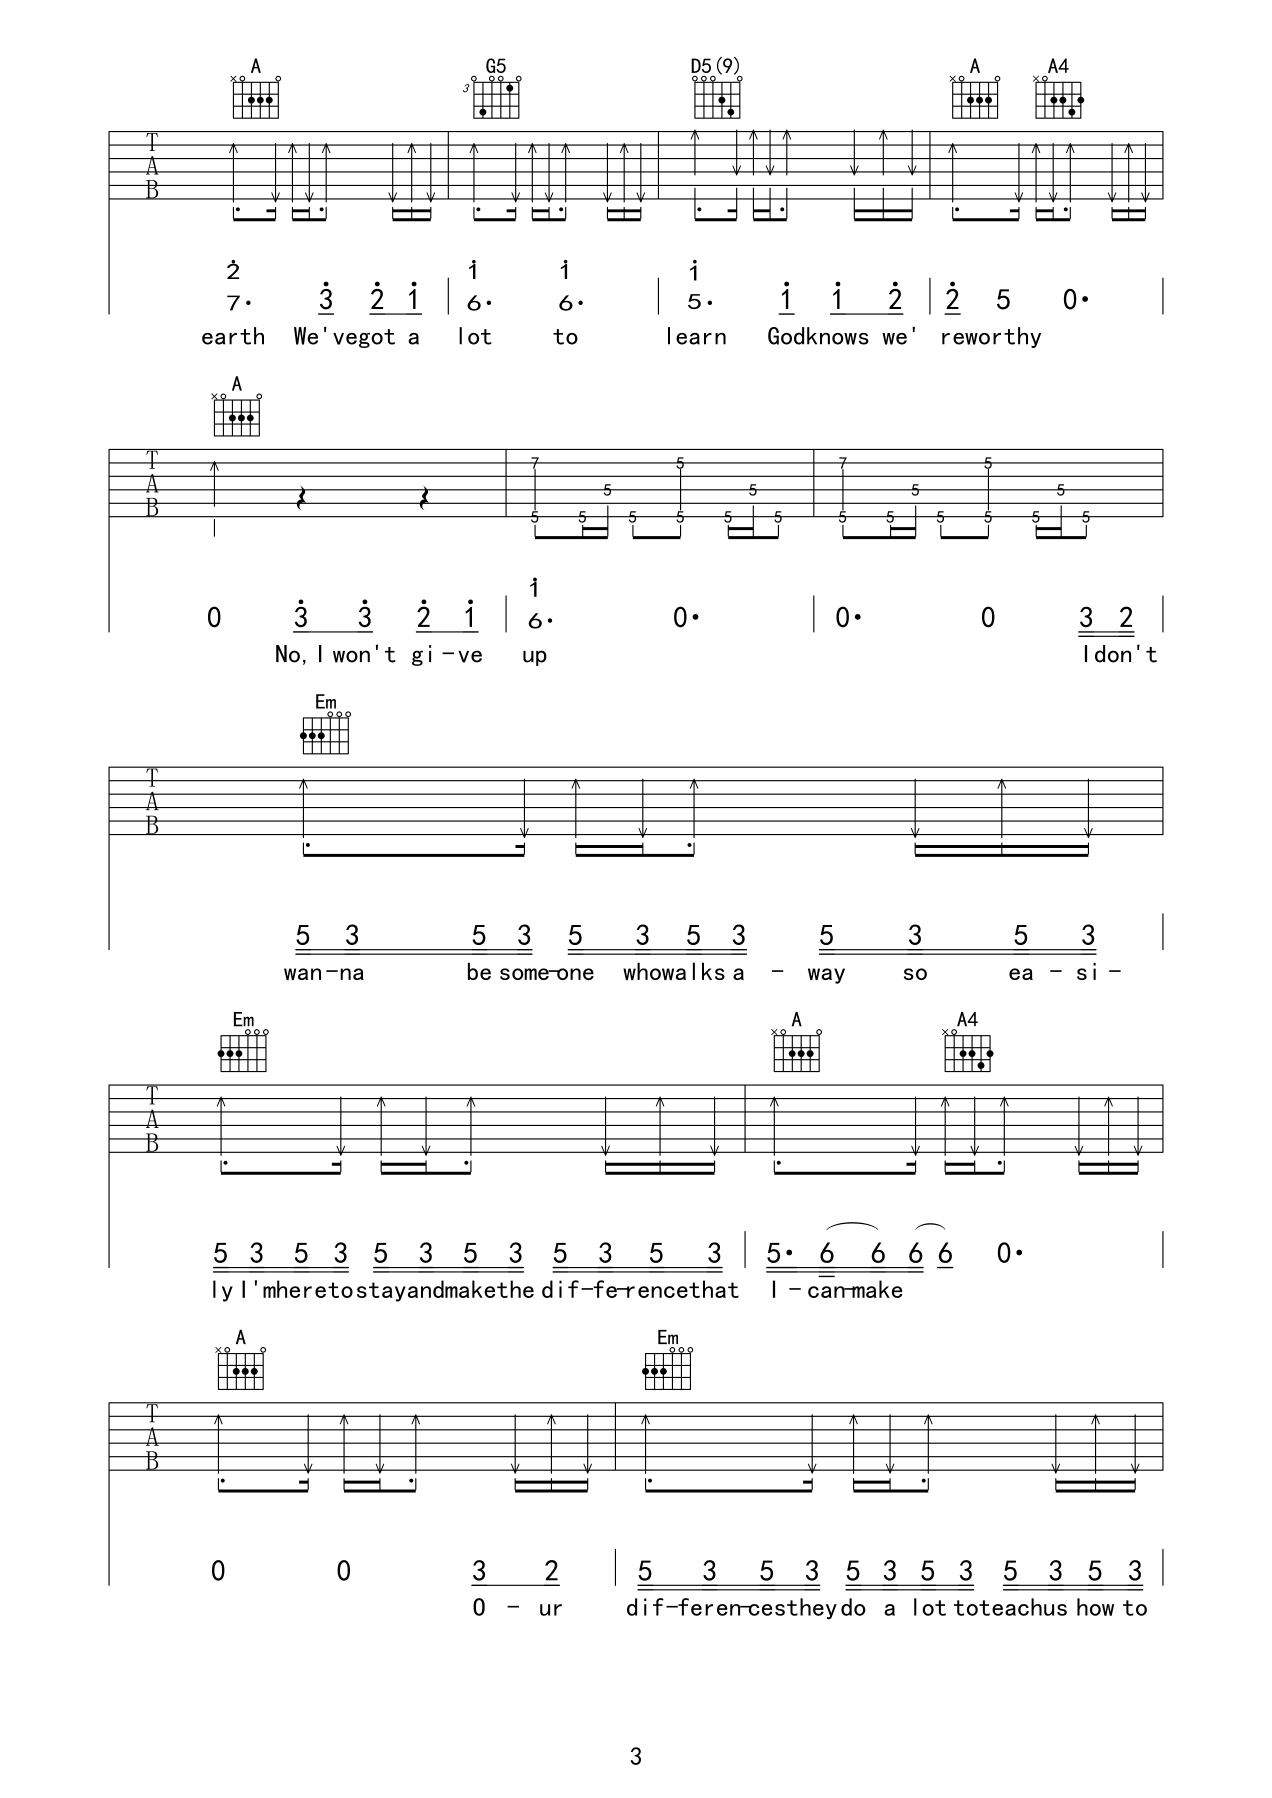 A G5 D5(9) A A4
3
T
A
B
2 1 1 1
7· 3 2 1 6· 6· 5· 1 1 2 2 5 0·
earth We'vegot a lot to learn Godknows we' reworthy
A
T
A
B
7 5 7 5
5 5 5 5
5 5 5 5 5 5 5 5 5 5 5 5
1
0 3 3 2 1 6· 0· 0· 0 3 2
No,I won't gi-ve up Idon't
Em
T
A
B
5 3 5 3 5 3 5 3 5 3 5 3
wan-na be some-one whowalks a - way so ea - si-
Em A A4
T
A
B
5 3 5 3 5 3 5 3 5 3 5 3 5· 6 6 6 6 0·
ly I'mheretostayandmakethe dif-fe-rencethat I-can-make
A Em
T
A
B
0 0 3 2 5 3 5 3 5 3 5 3 5 3 5 3
O - ur dif-feren-cesthey do a lot toteachus how to
3